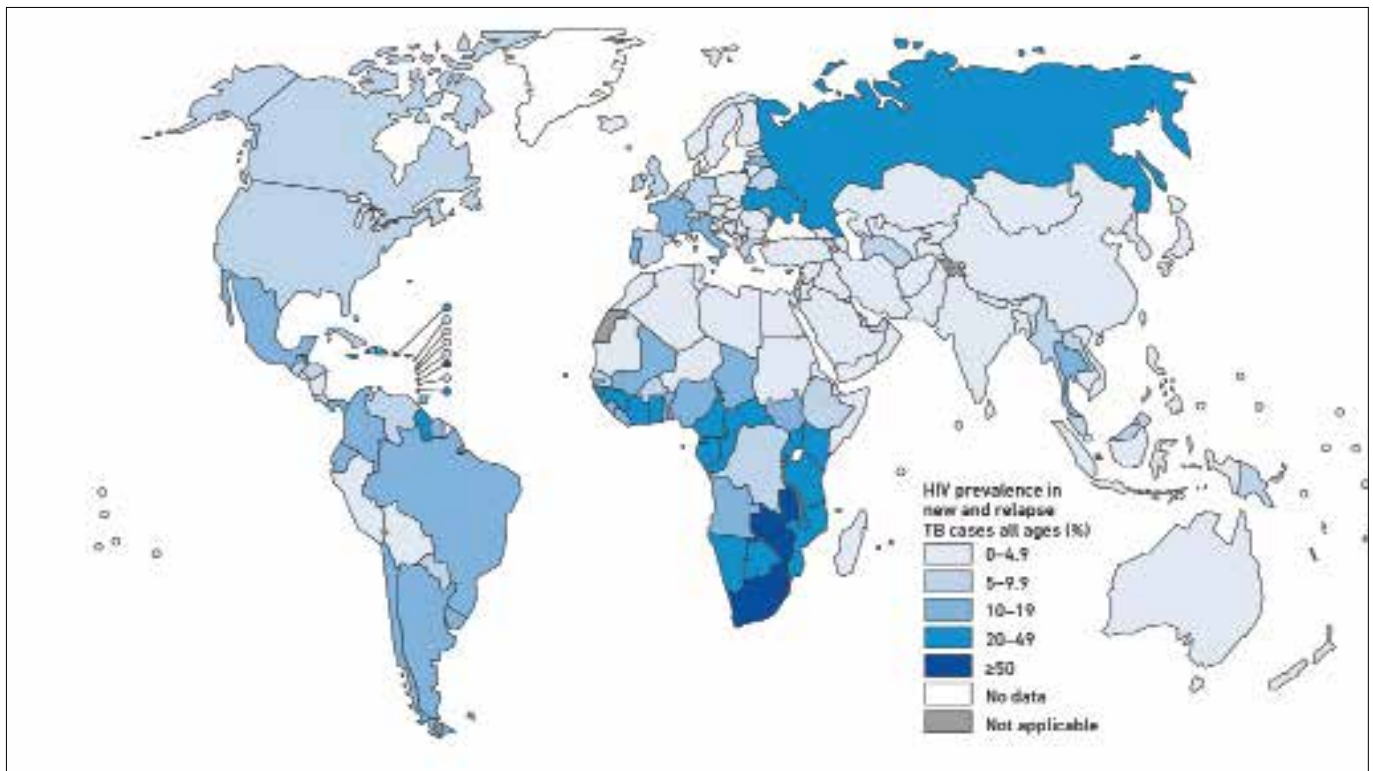 HIV prevalence in
new and relapse
TB cases all ages (%)
0–4.9
5–9.9
10–19
20–49
≥50
No data
Not applicable